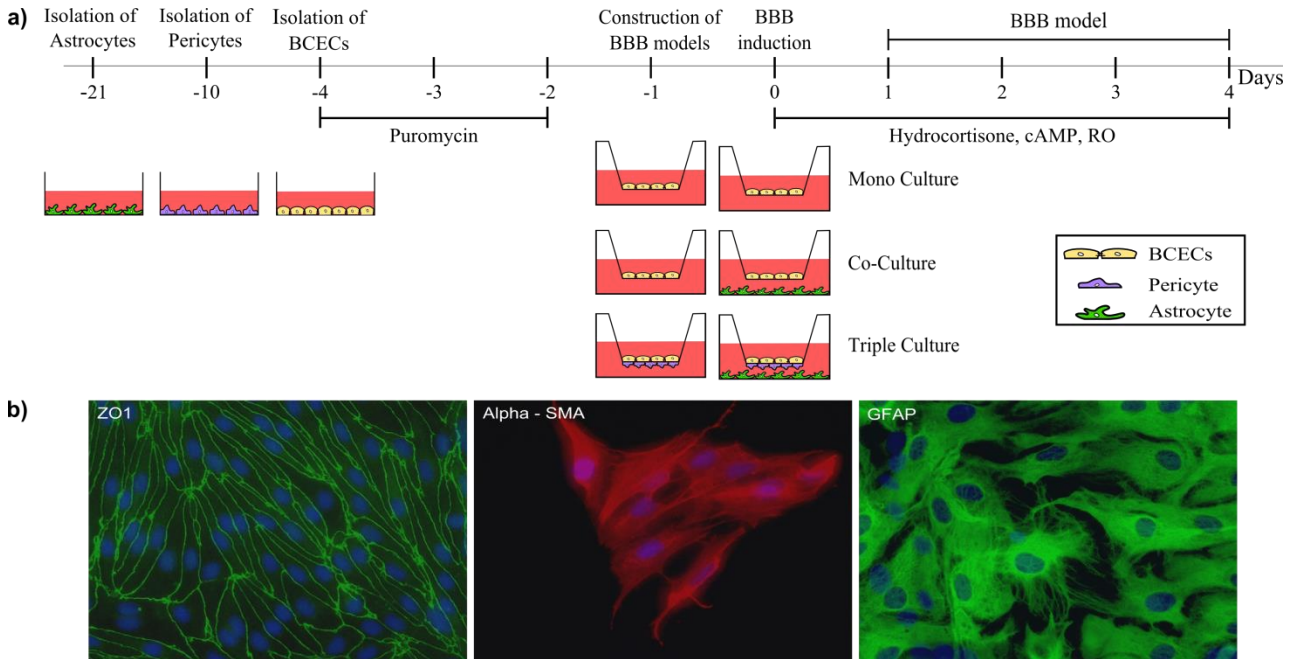 a)
Isolation of
Astrocytes
Isolation of
Pericytes
Isolation of
BCECs
Construction of
BBB models
BBB
induction
BBB model
-21
-10
-4
-3
-2
-1
0
1
2
3
4
Days
Puromycin
Hydrocortisone, cAMP, RO
Mono Culture
Co-Culture
Triple Culture
BCECs
Pericyte
Astrocyte
b)
ZO1
Alpha - SMA
GFAP